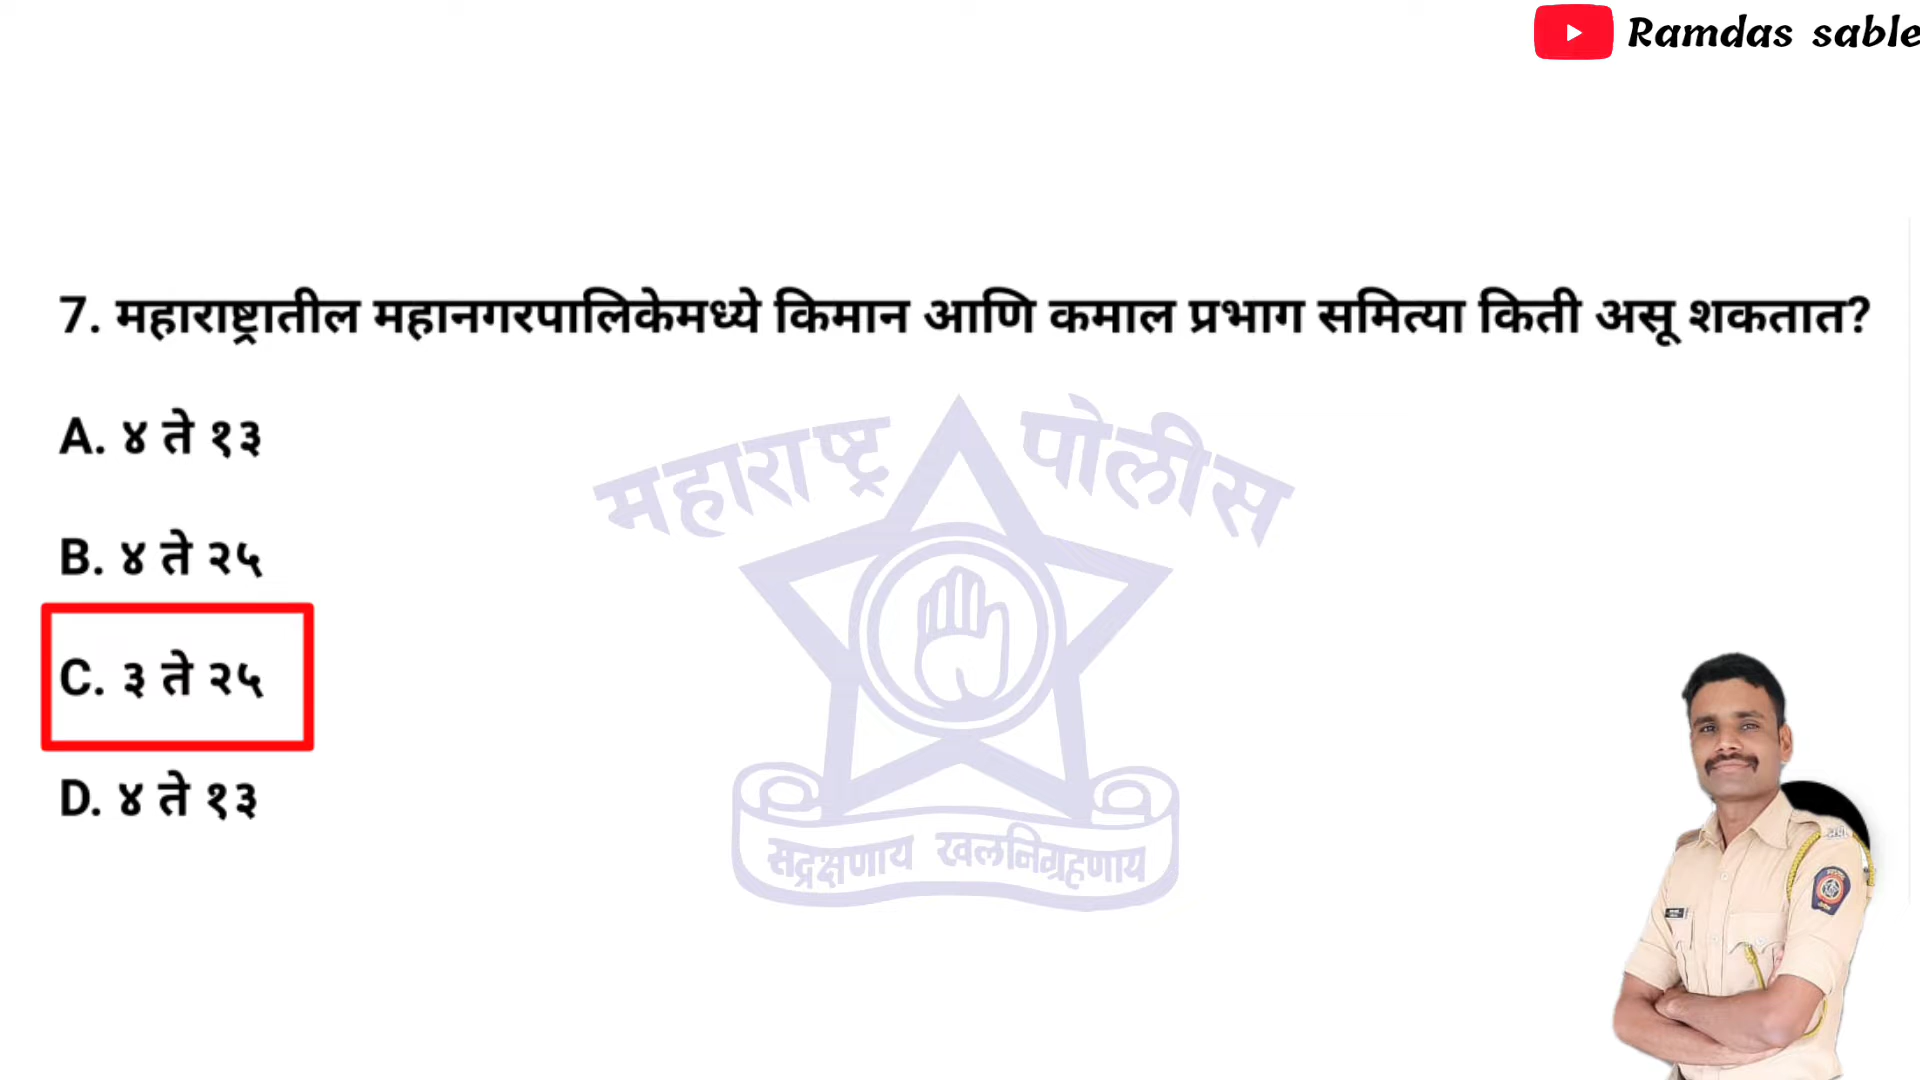 Ramdas sable
7. महाराष्ट्रातील महानगरपालिकेमध्ये किमान आणि कमाल प्रभाग समित्या किती असू शकतात?
A. ४ ते १३
B. ४ ते २५
C. ३ ते २५
D. ४ ते १३
महाराष्ट्र पोलीस
सद्रक्षणाय खलनिग्रहणाय